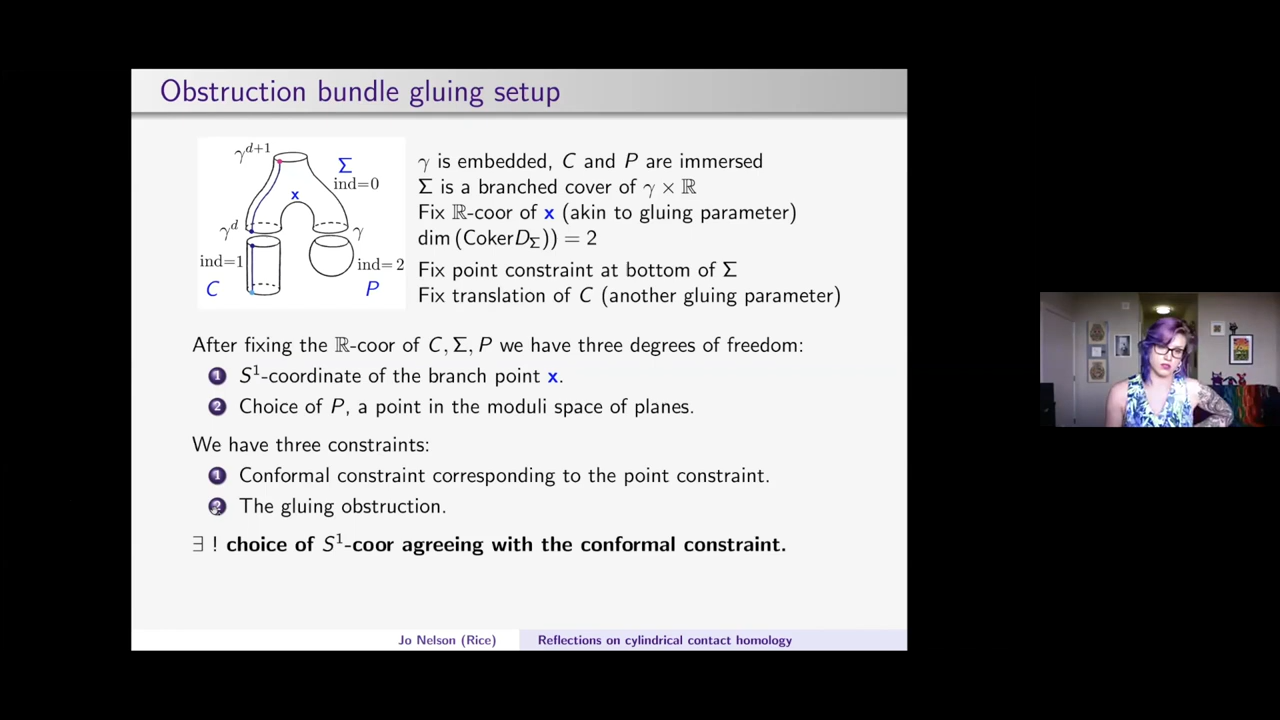 Obstruction bundle gluing setup
γ^{d+1}
Σ
ind=0
x
γ^d
γ
ind=1
ind=2
C
P
γ is embedded, C and P are immersed
Σ is a branched cover of γ × ℝ
Fix ℝ-coor of x (akin to gluing parameter)
dim (CokerD_Σ)) = 2
Fix point constraint at bottom of Σ
Fix translation of C (another gluing parameter)
After fixing the ℝ-coor of C, Σ, P we have three degrees of freedom:
1 S¹-coordinate of the branch point x.
2 Choice of P, a point in the moduli space of planes.
We have three constraints:
1 Conformal constraint corresponding to the point constraint.
2 The gluing obstruction.
∃ ! choice of S¹-coor agreeing with the conformal constraint.
Jo Nelson (Rice) Reflections on cylindrical contact homology